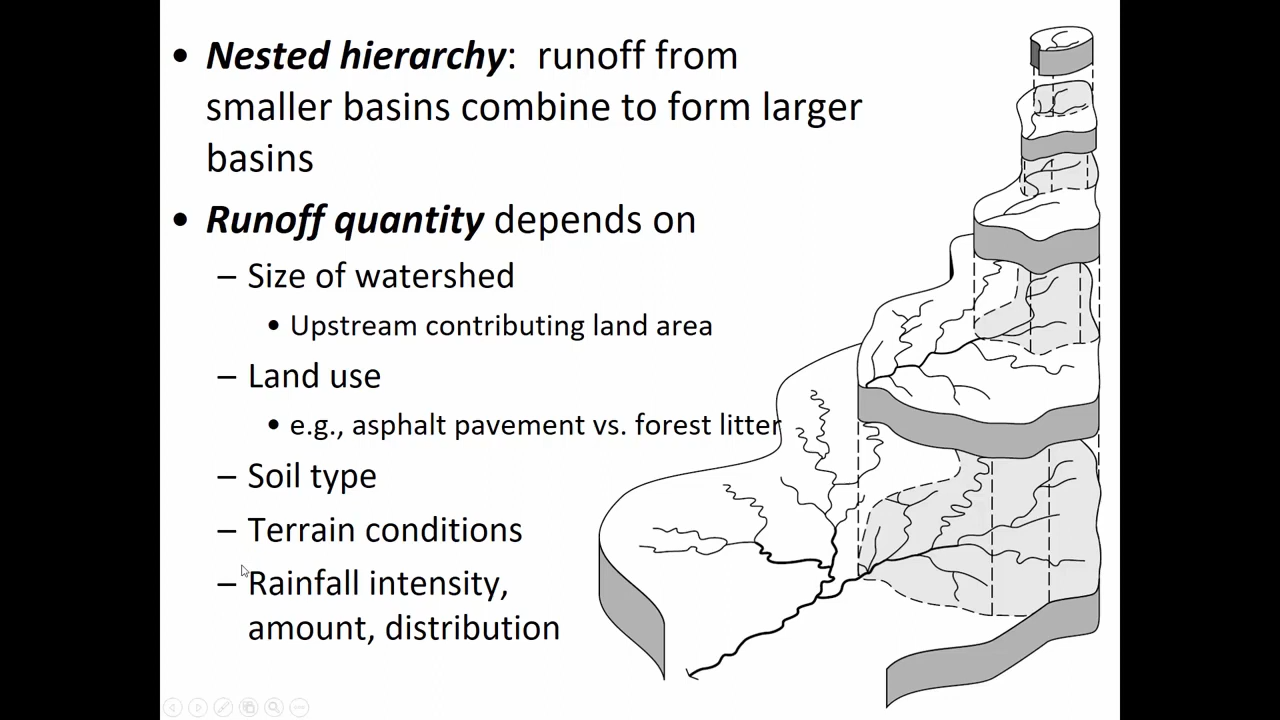 • Nested hierarchy: runoff from
smaller basins combine to form larger
basins
• Runoff quantity depends on
– Size of watershed
• Upstream contributing land area
– Land use
• e.g., asphalt pavement vs. forest litter
– Soil type
– Terrain conditions
– Rainfall intensity,
amount, distribution